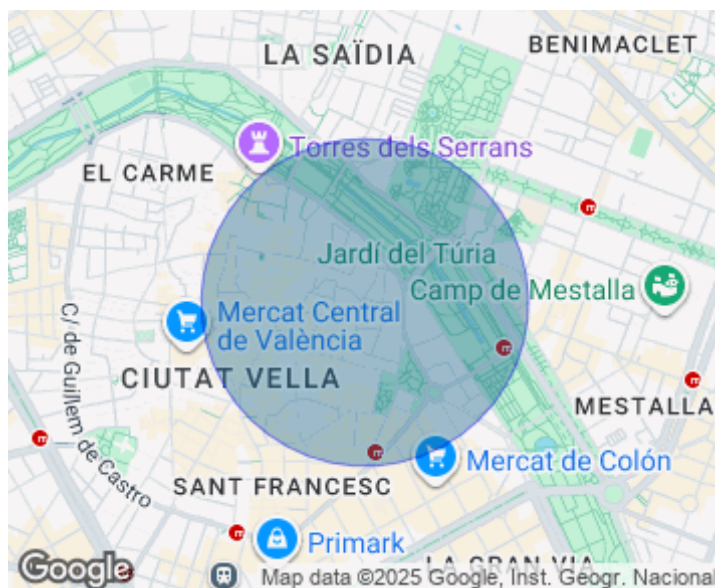 LA SAÏDIA
BENIMACLET
Torres dels Serrans
EL CARME
Jardí del Túria
Camp de Mestalla
Mercat Central
de València
C/ de Guillem de Castro
CIUTAT VELLA
MESTALLA
Mercat de Colón
SANT FRANCESC
Primark
LA GRAN VIA
Google
Map data ©2025 Google, Inst. Geogr. Nacional